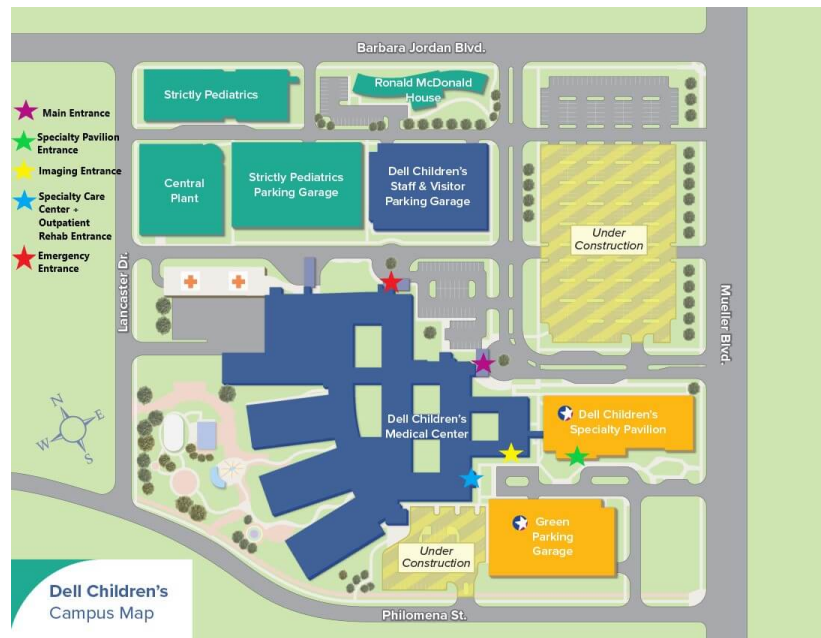 Barbara Jordan Blvd.
Strictly Pediatrics
Ronald McDonald
House
Main Entrance
Specialty Pavilion
Entrance
Imaging Entrance
Specialty Care
Center +
Outpatient
Rehab Entrance
Emergency
Entrance
Central
Plant
Strictly Pediatrics
Parking Garage
Dell Children's
Staff & Visitor
Parking Garage
Under
Construction
Lancaster Dr.
Mueller Blvd.
N
E
W
S
Dell Children's
Medical Center
Dell Children's
Specialty Pavilion
Green
Parking
Garage
Under
Construction
Dell Children's
Campus Map
Philomena St.